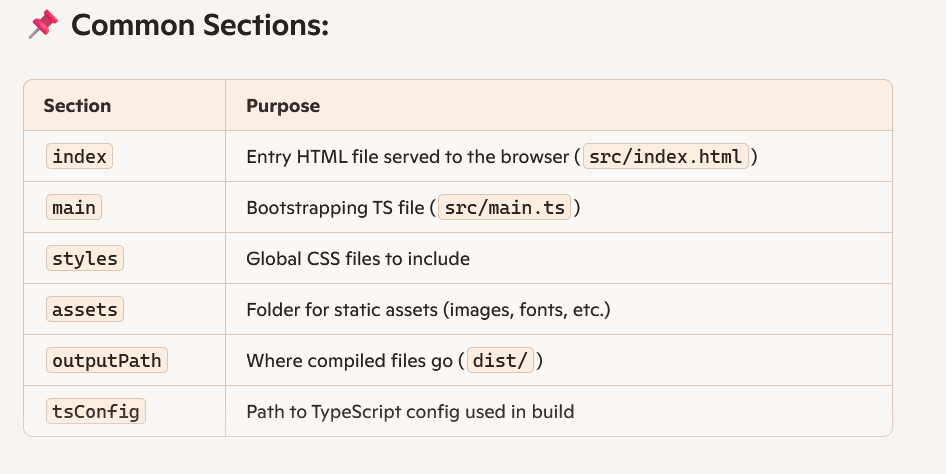 📌 Common Sections:
Section Purpose
index Entry HTML file served to the browser ( src/index.html )
main Bootstrapping TS file ( src/main.ts )
styles Global CSS files to include
assets Folder for static assets (images, fonts, etc.)
outputPath Where compiled files go ( dist/ )
tsConfig Path to TypeScript config used in build